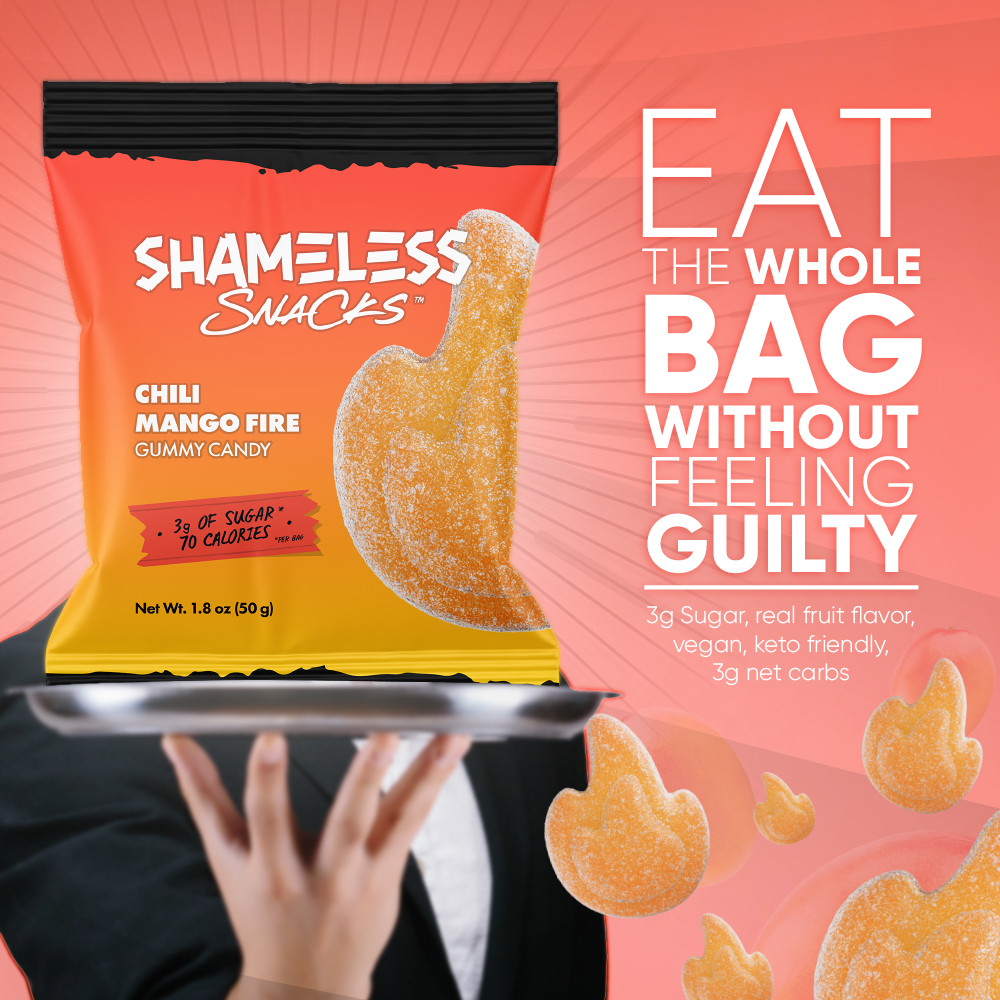 SHAMELESS
SNACKS™
CHILI
MANGO FIRE
GUMMY CANDY
• 3g OF SUGAR* •
70 CALORIES *PER BAG
Net Wt. 1.8 oz (50 g)
EAT
THE WHOLE
BAG
WITHOUT
FEELING
GUILTY
3g Sugar, real fruit flavor,
vegan, keto friendly,
3g net carbs